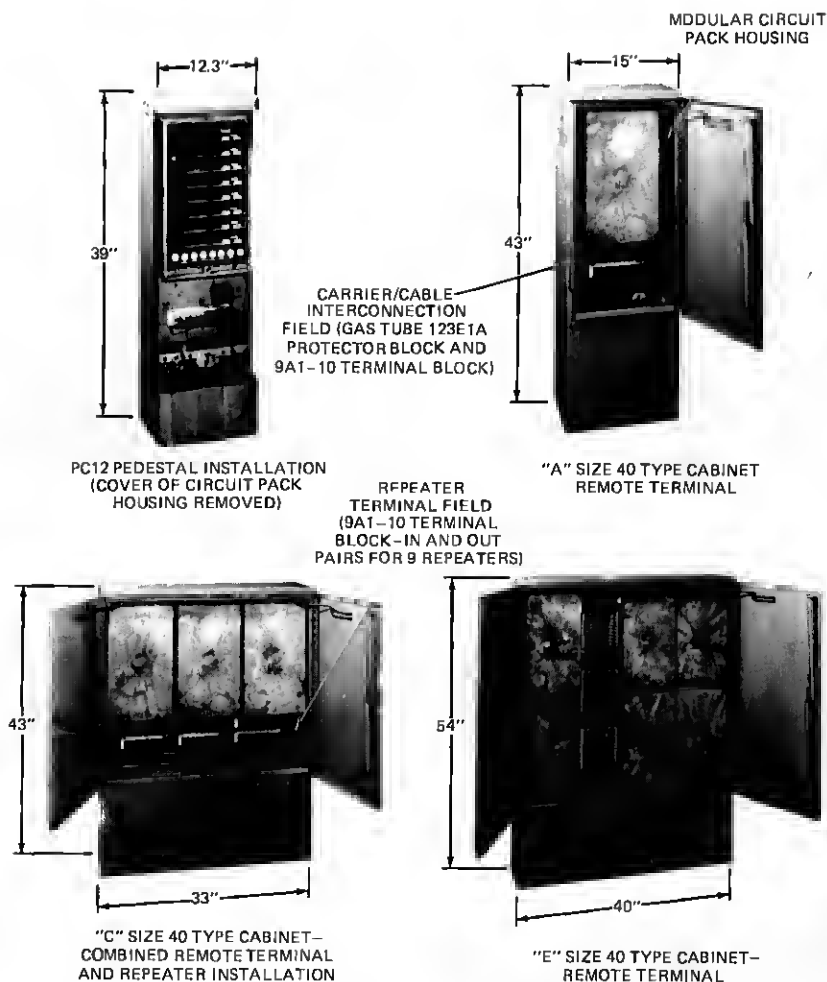 MDDULAR CIRCUIT
PACK HOUSING
12.3"
15"
39"
43"
CARRIER/CABLE
INTERCONNECTION
FIELD (GAS TUBE 123E1A
PROTECTOR BLOCK AND
9A1-10 TERMINAL BLOCK)
PC12 PEDESTAL INSTALLATION
(COVER OF CIRCUIT PACK
HOUSING REMOVED)
"A" SIZE 40 TYPE CABINET
REMOTE TERMINAL
REPEATER
TERMINAL FIELD
(9A1-10 TERMINAL
BLOCK-IN AND OUT
PAIRS FOR 9 REPEATERS)
43"
54"
33"
40"
"C" SIZE 40 TYPE CABINET-
COMBINED REMOTE TERMINAL
AND REPEATER INSTALLATION
"E" SIZE 40 TYPE CABINET-
REMOTE TERMINAL